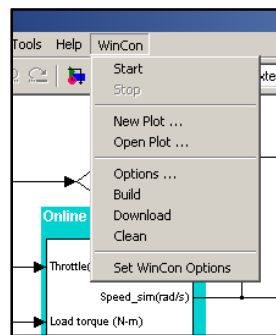 Tools Help WinCon
Start
Stop
New Plot ...
Open Plot ...
Options ...
Build
Download
Clean
Set WinCon Options
Online
Throttle(
Speed_sim(rad/s)
Load torque (N-m)